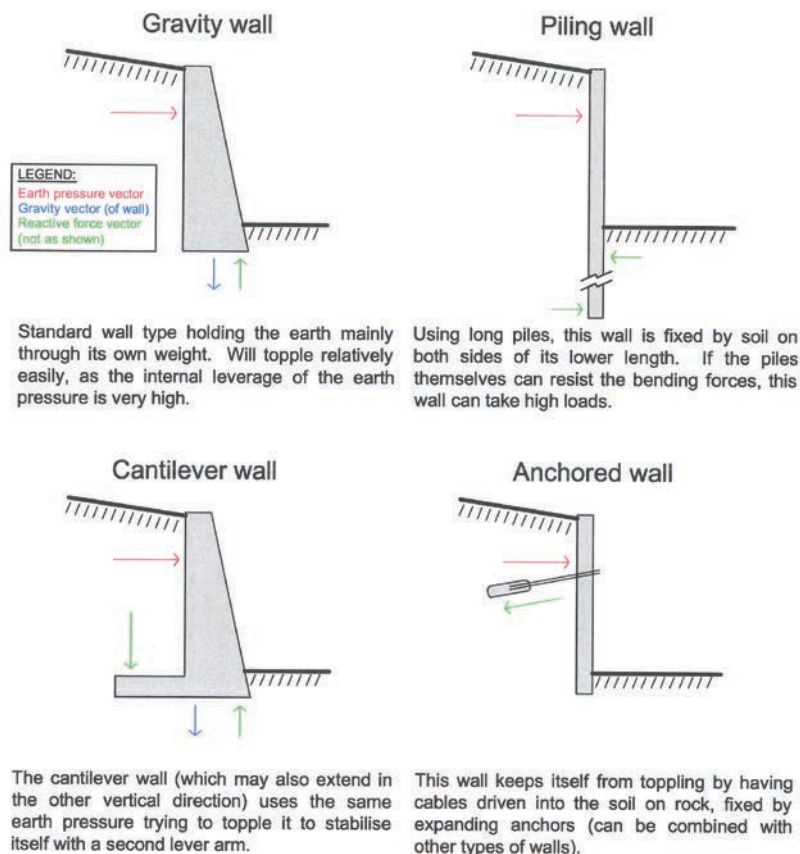 Gravity wall
Piling wall
LEGEND:
Earth pressure vector
Gravity vector (of wall)
Reactive force vector
(not as shown)
Standard wall type holding the earth mainly
through its own weight. Will topple relatively
easily, as the internal leverage of the earth
pressure is very high.
Using long piles, this wall is fixed by soil on
both sides of its lower length. If the piles
themselves can resist the bending forces, this
wall can take high loads.
Cantilever wall
Anchored wall
The cantilever wall (which may also extend in
the other vertical direction) uses the same
earth pressure trying to topple it to stabilise
itself with a second lever arm.
This wall keeps itself from toppling by having
cables driven into the soil on rock, fixed by
expanding anchors (can be combined with
other types of walls).